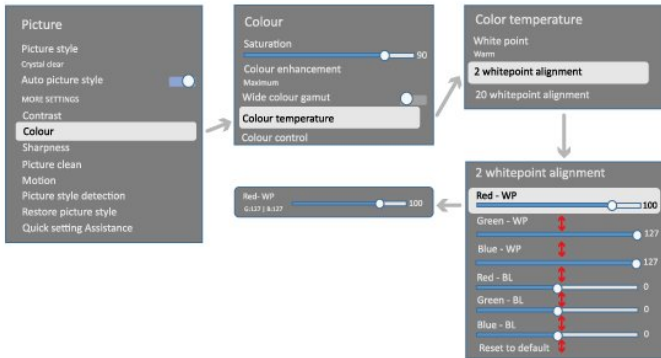 Picture
Picture style
Crystal clear
Auto picture style
MORE SETTINGS
Contrast
Colour
Sharpness
Picture clean
Motion
Picture style detection
Restore picture style
Quick setting Assistance
Colour
Saturation
90
Colour enhancement
Maximum
Wide colour gamut
Colour temperature
Colour control
Color temperature
White point
Warm
2 whitepoint alignment
20 whitepoint alignment
2 whitepoint alignment
Red - WP
100
Green - WP
127
Blue - WP
127
Red - BL
0
Green - BL
0
Blue - BL
0
Reset to default
Red- WP
G:127 | B:127
100